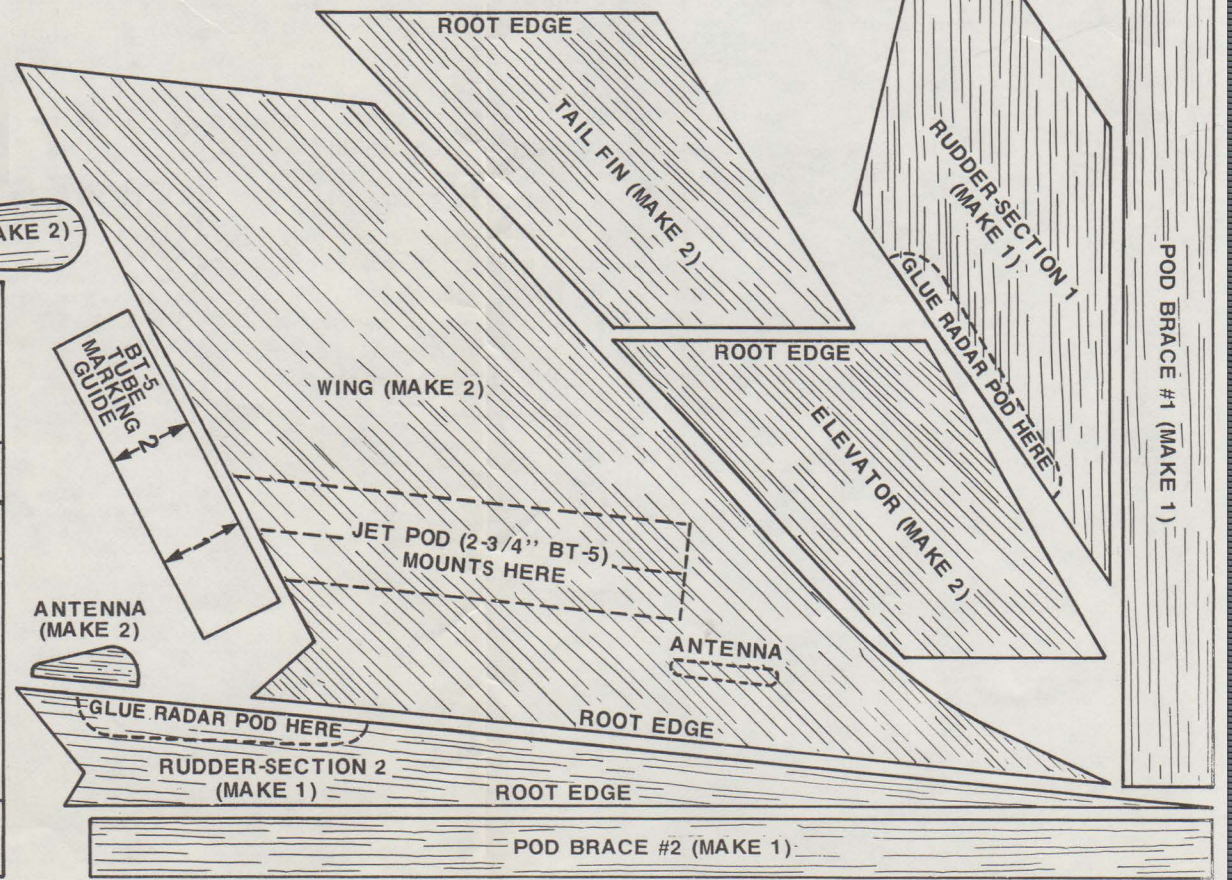 ROOT EDGE
TAIL FIN (MAKE 2)
RUDDER-SECTION 1
(MAKE 1)
GLUE RADAR POD HERE
POD BRACE #1 (MAKE 1)
MAKE 2)
BT-5
TUBE
MARKING
GUIDE
2
WING (MAKE 2)
ROOT EDGE
ELEVATOR (MAKE 2)
JET POD (2-3/4" BT-5)
MOUNTS HERE
ANTENNA
(MAKE 2)
ANTENNA
ROOT EDGE
GLUE RADAR POD HERE
RUDDER-SECTION 2
(MAKE 1)
ROOT EDGE
POD BRACE #2 (MAKE 1)